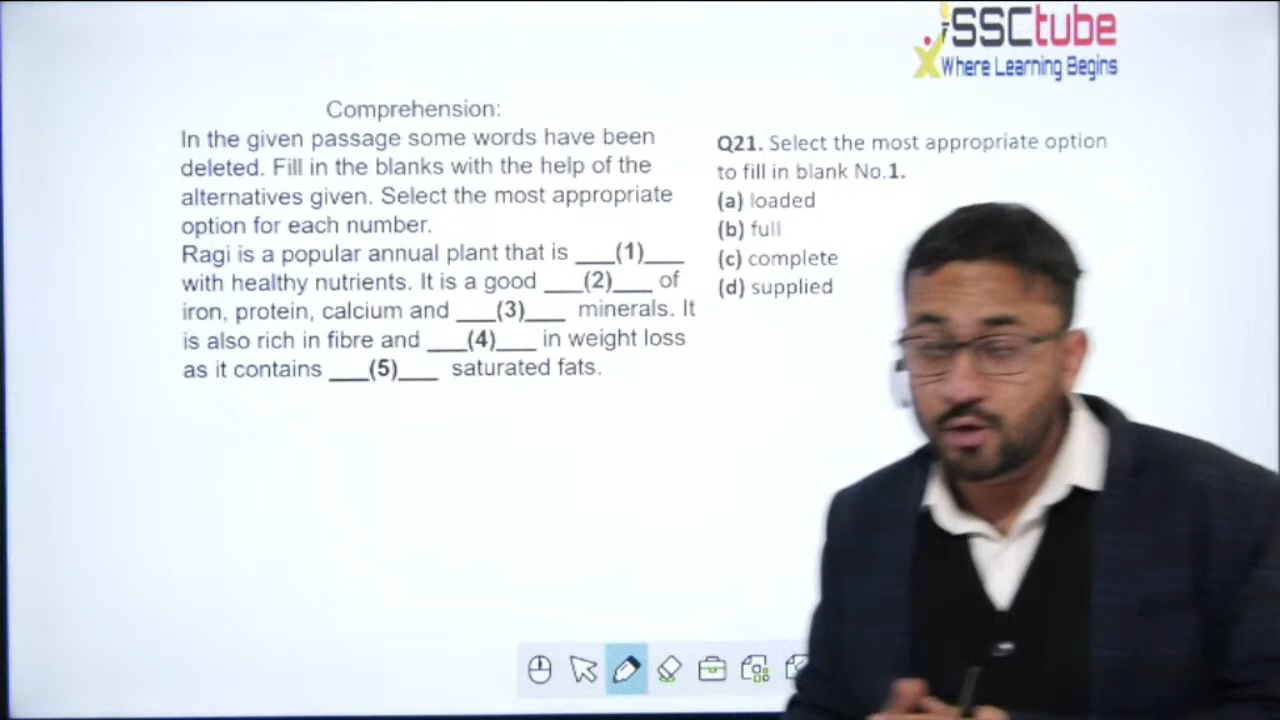 SSCtube
Where Learning Begins
Comprehension:
In the given passage some words have been
deleted. Fill in the blanks with the help of the
alternatives given. Select the most appropriate
option for each number.
Ragi is a popular annual plant that is ___(1)___
with healthy nutrients. It is a good ___(2)___ of
iron, protein, calcium and ___(3)___ minerals. It
is also rich in fibre and ___(4)___ in weight loss
as it contains ___(5)___ saturated fats.
Q21. Select the most appropriate option
to fill in blank No.1.
(a) loaded
(b) full
(c) complete
(d) supplied